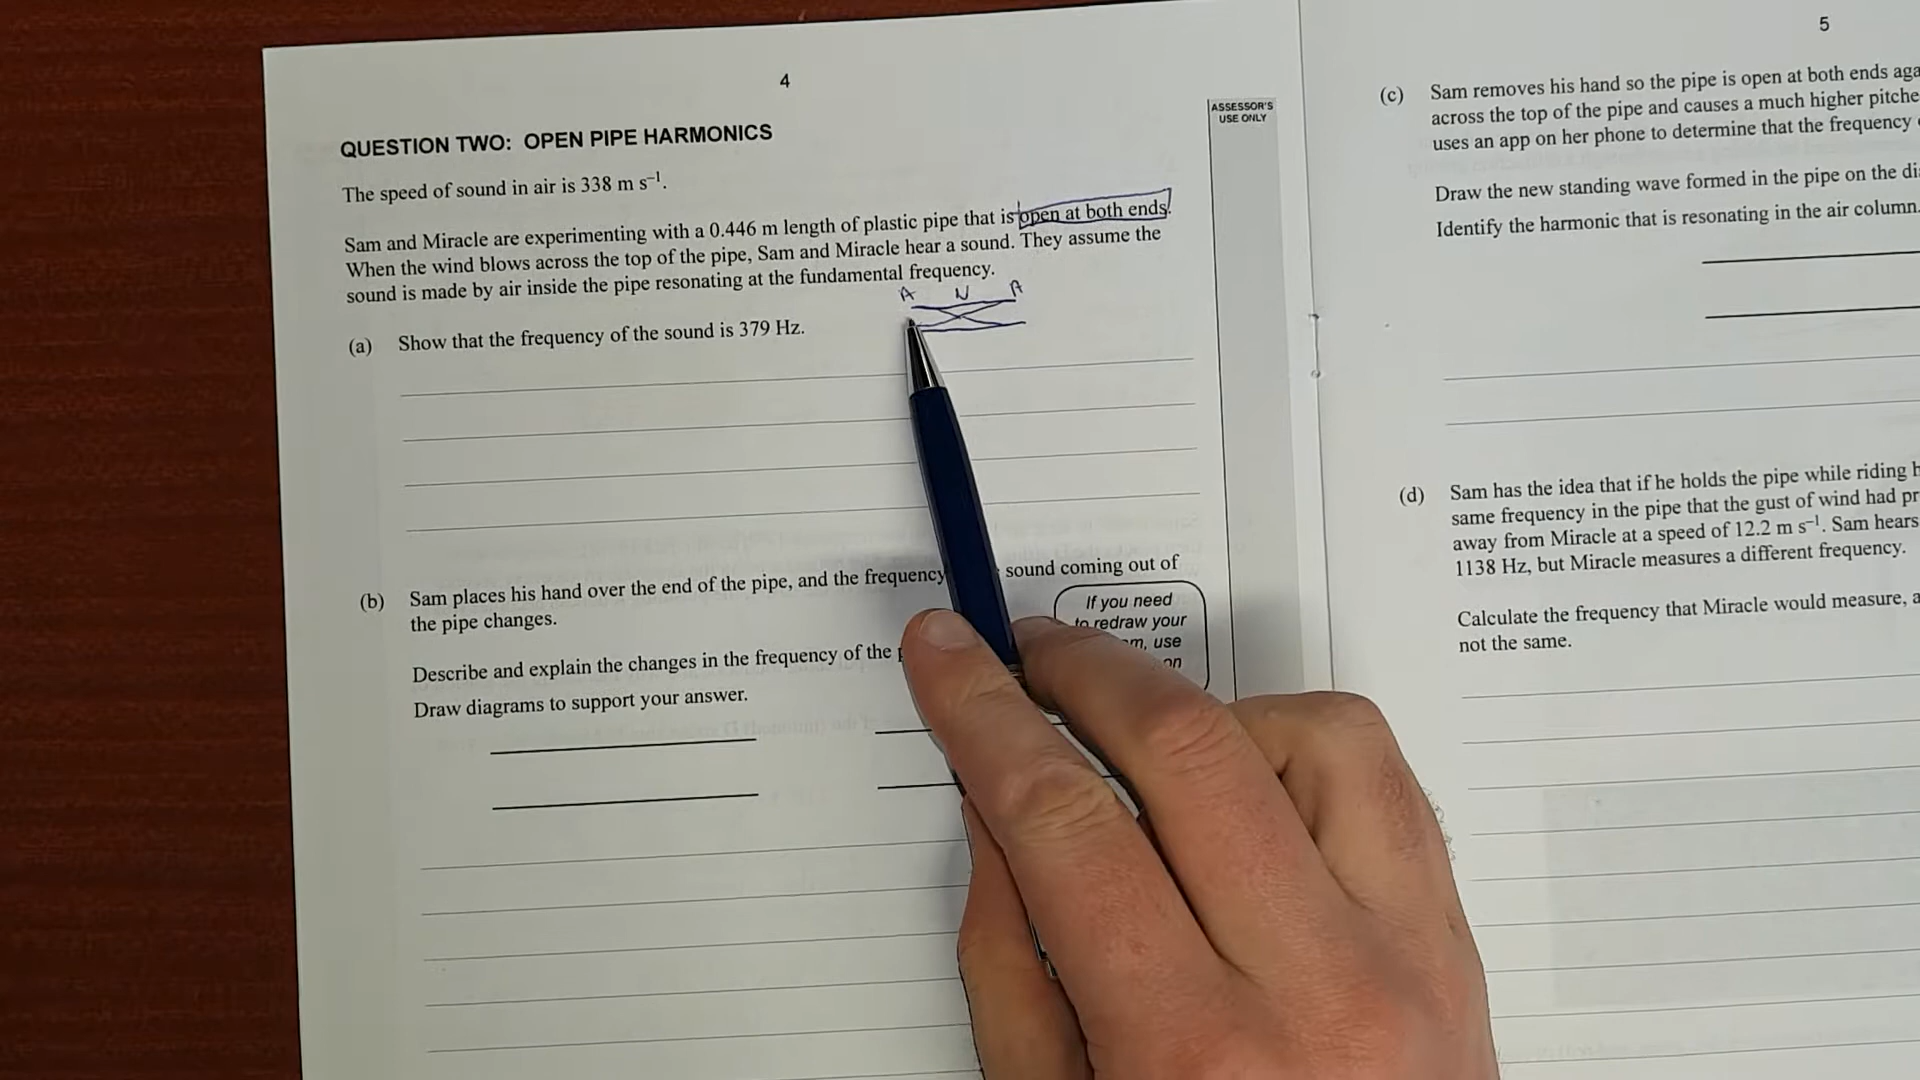 4
ASSESSOR'S
USE ONLY
QUESTION TWO: OPEN PIPE HARMONICS
The speed of sound in air is 338 m s⁻¹.
Sam and Miracle are experimenting with a 0.446 m length of plastic pipe that is open at both ends.
When the wind blows across the top of the pipe, Sam and Miracle hear a sound. They assume the
sound is made by air inside the pipe resonating at the fundamental frequency.
A N A
(a) Show that the frequency of the sound is 379 Hz.
(b) Sam places his hand over the end of the pipe, and the frequency sound coming out of
the pipe changes.
If you need
to redraw your
use
on
Describe and explain the changes in the frequency of the
Draw diagrams to support your answer.
5
(c) Sam removes his hand so the pipe is open at both ends
across the top of the pipe and causes a much higher
uses an app on her phone to determine that the frequency
Draw the new standing wave formed in the pipe on the
Identify the harmonic that is resonating in the air column.
(d) Sam has the idea that if he holds the pipe while riding
same frequency in the pipe that the gust of wind had
away from Miracle at a speed of 12.2 m s⁻¹. Sam hears
1138 Hz, but Miracle measures a different frequency.
Calculate the frequency that Miracle would measure,
not the same.